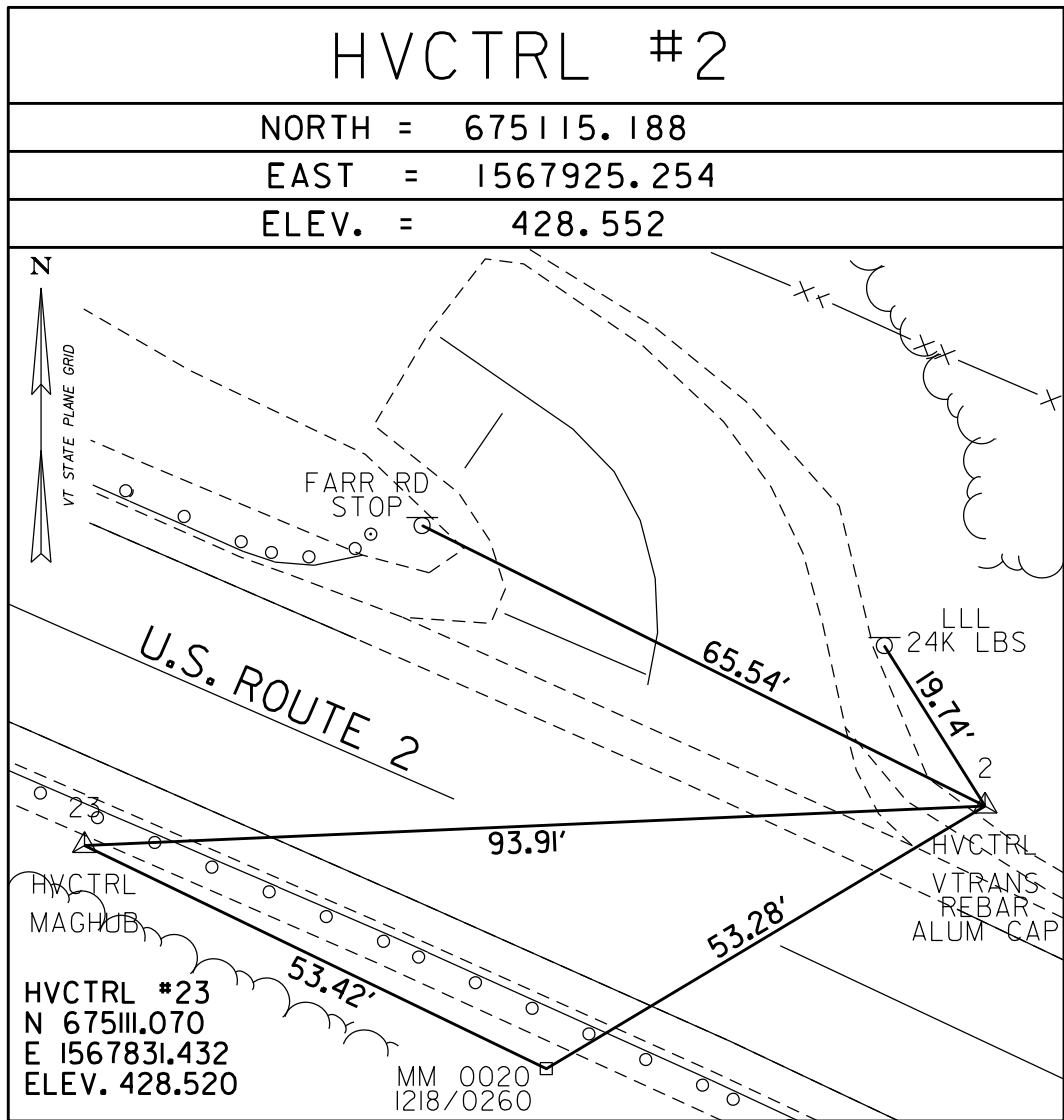 HVCTRL #2
NORTH = 675115.188
EAST = 1567925.254
ELEV. = 428.552
N
VT STATE PLANE GRID
FARR RD
STOP
LLL
24K LBS
65.54'
19.74'
U.S. ROUTE 2
2
23
93.91'
HVCTRL
VTRANS
REBAR
ALUM CAP
HVCTRL
MAGHUB
53.28'
53.42'
HVCTRL #23
N 675111.070
E 1567831.432
ELEV. 428.520
MM 0020
1218/0260